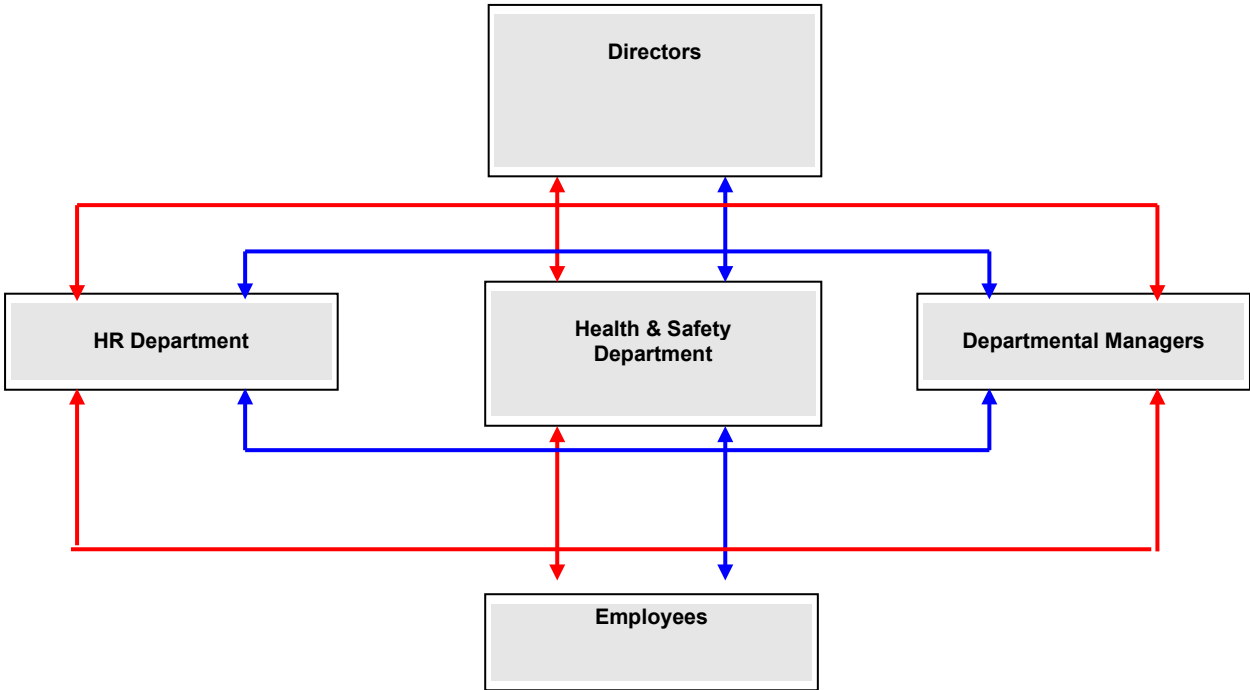 Directors
HR Department
Health & Safety
Department
Departmental Managers
Employees